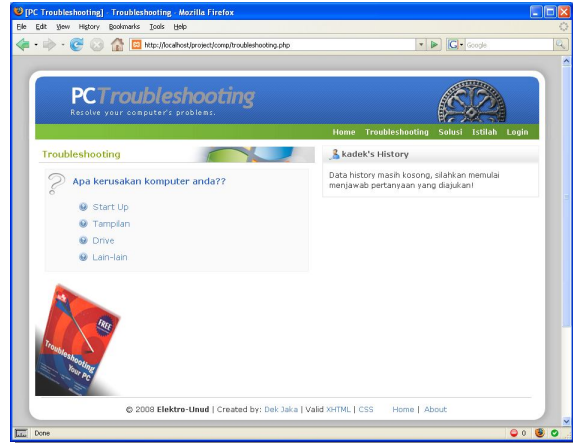 [PC Troubleshooting] - Troubleshooting - Mozilla Firefox
File Edit View History Bookmarks Tools Help
http://localhost/project/comp/troubleshooting.php
Google
PCTroubleshooting
Resolve your computer's problems.
Home Troubleshooting Solusi Istilah Login
Troubleshooting
Apa kerusakan komputer anda??
Start Up
Tampilan
Drive
Lain-lain
kadek's History
Data history masih kosong, silahkan memulai
menjawab pertanyaan yang diajukan!
FREE
Troubleshooting
Your PC
© 2008 Elektro-Unud | Created by: Dek Jaka | Valid XHTML | CSS Home | About
Done
0